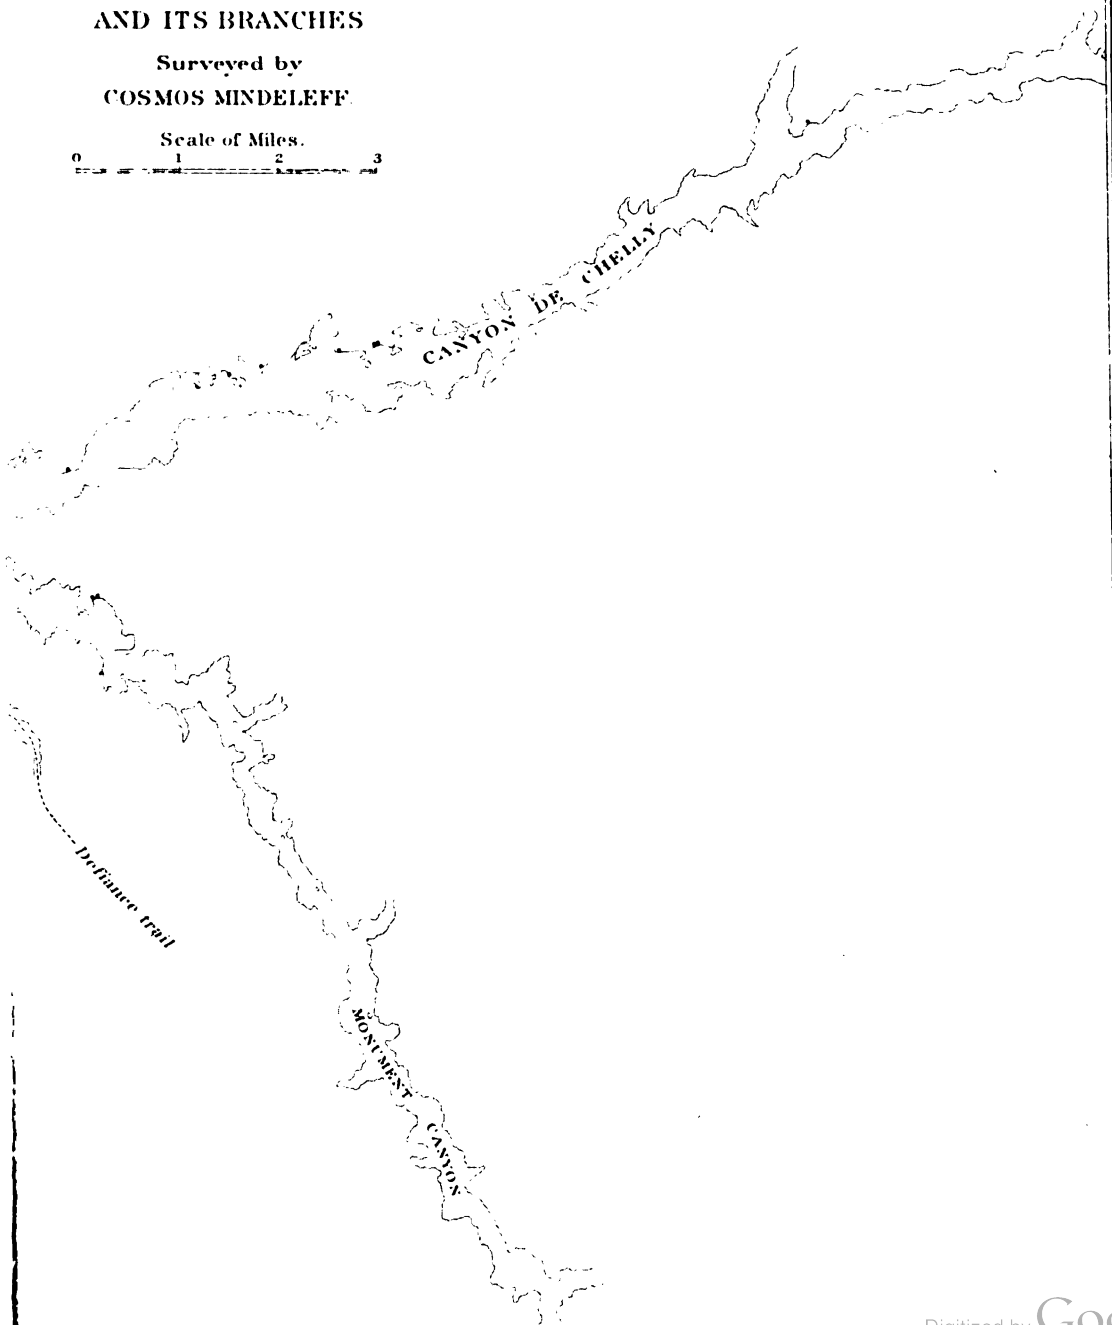 AND ITS BRANCHES
Surveyed by
COSMOS MINDELEFF.
Scale of Miles.
0 1 2 3
CANYON DE CHELLY
Defiance trail
MONUMENT CANYON
Digitized by Goo